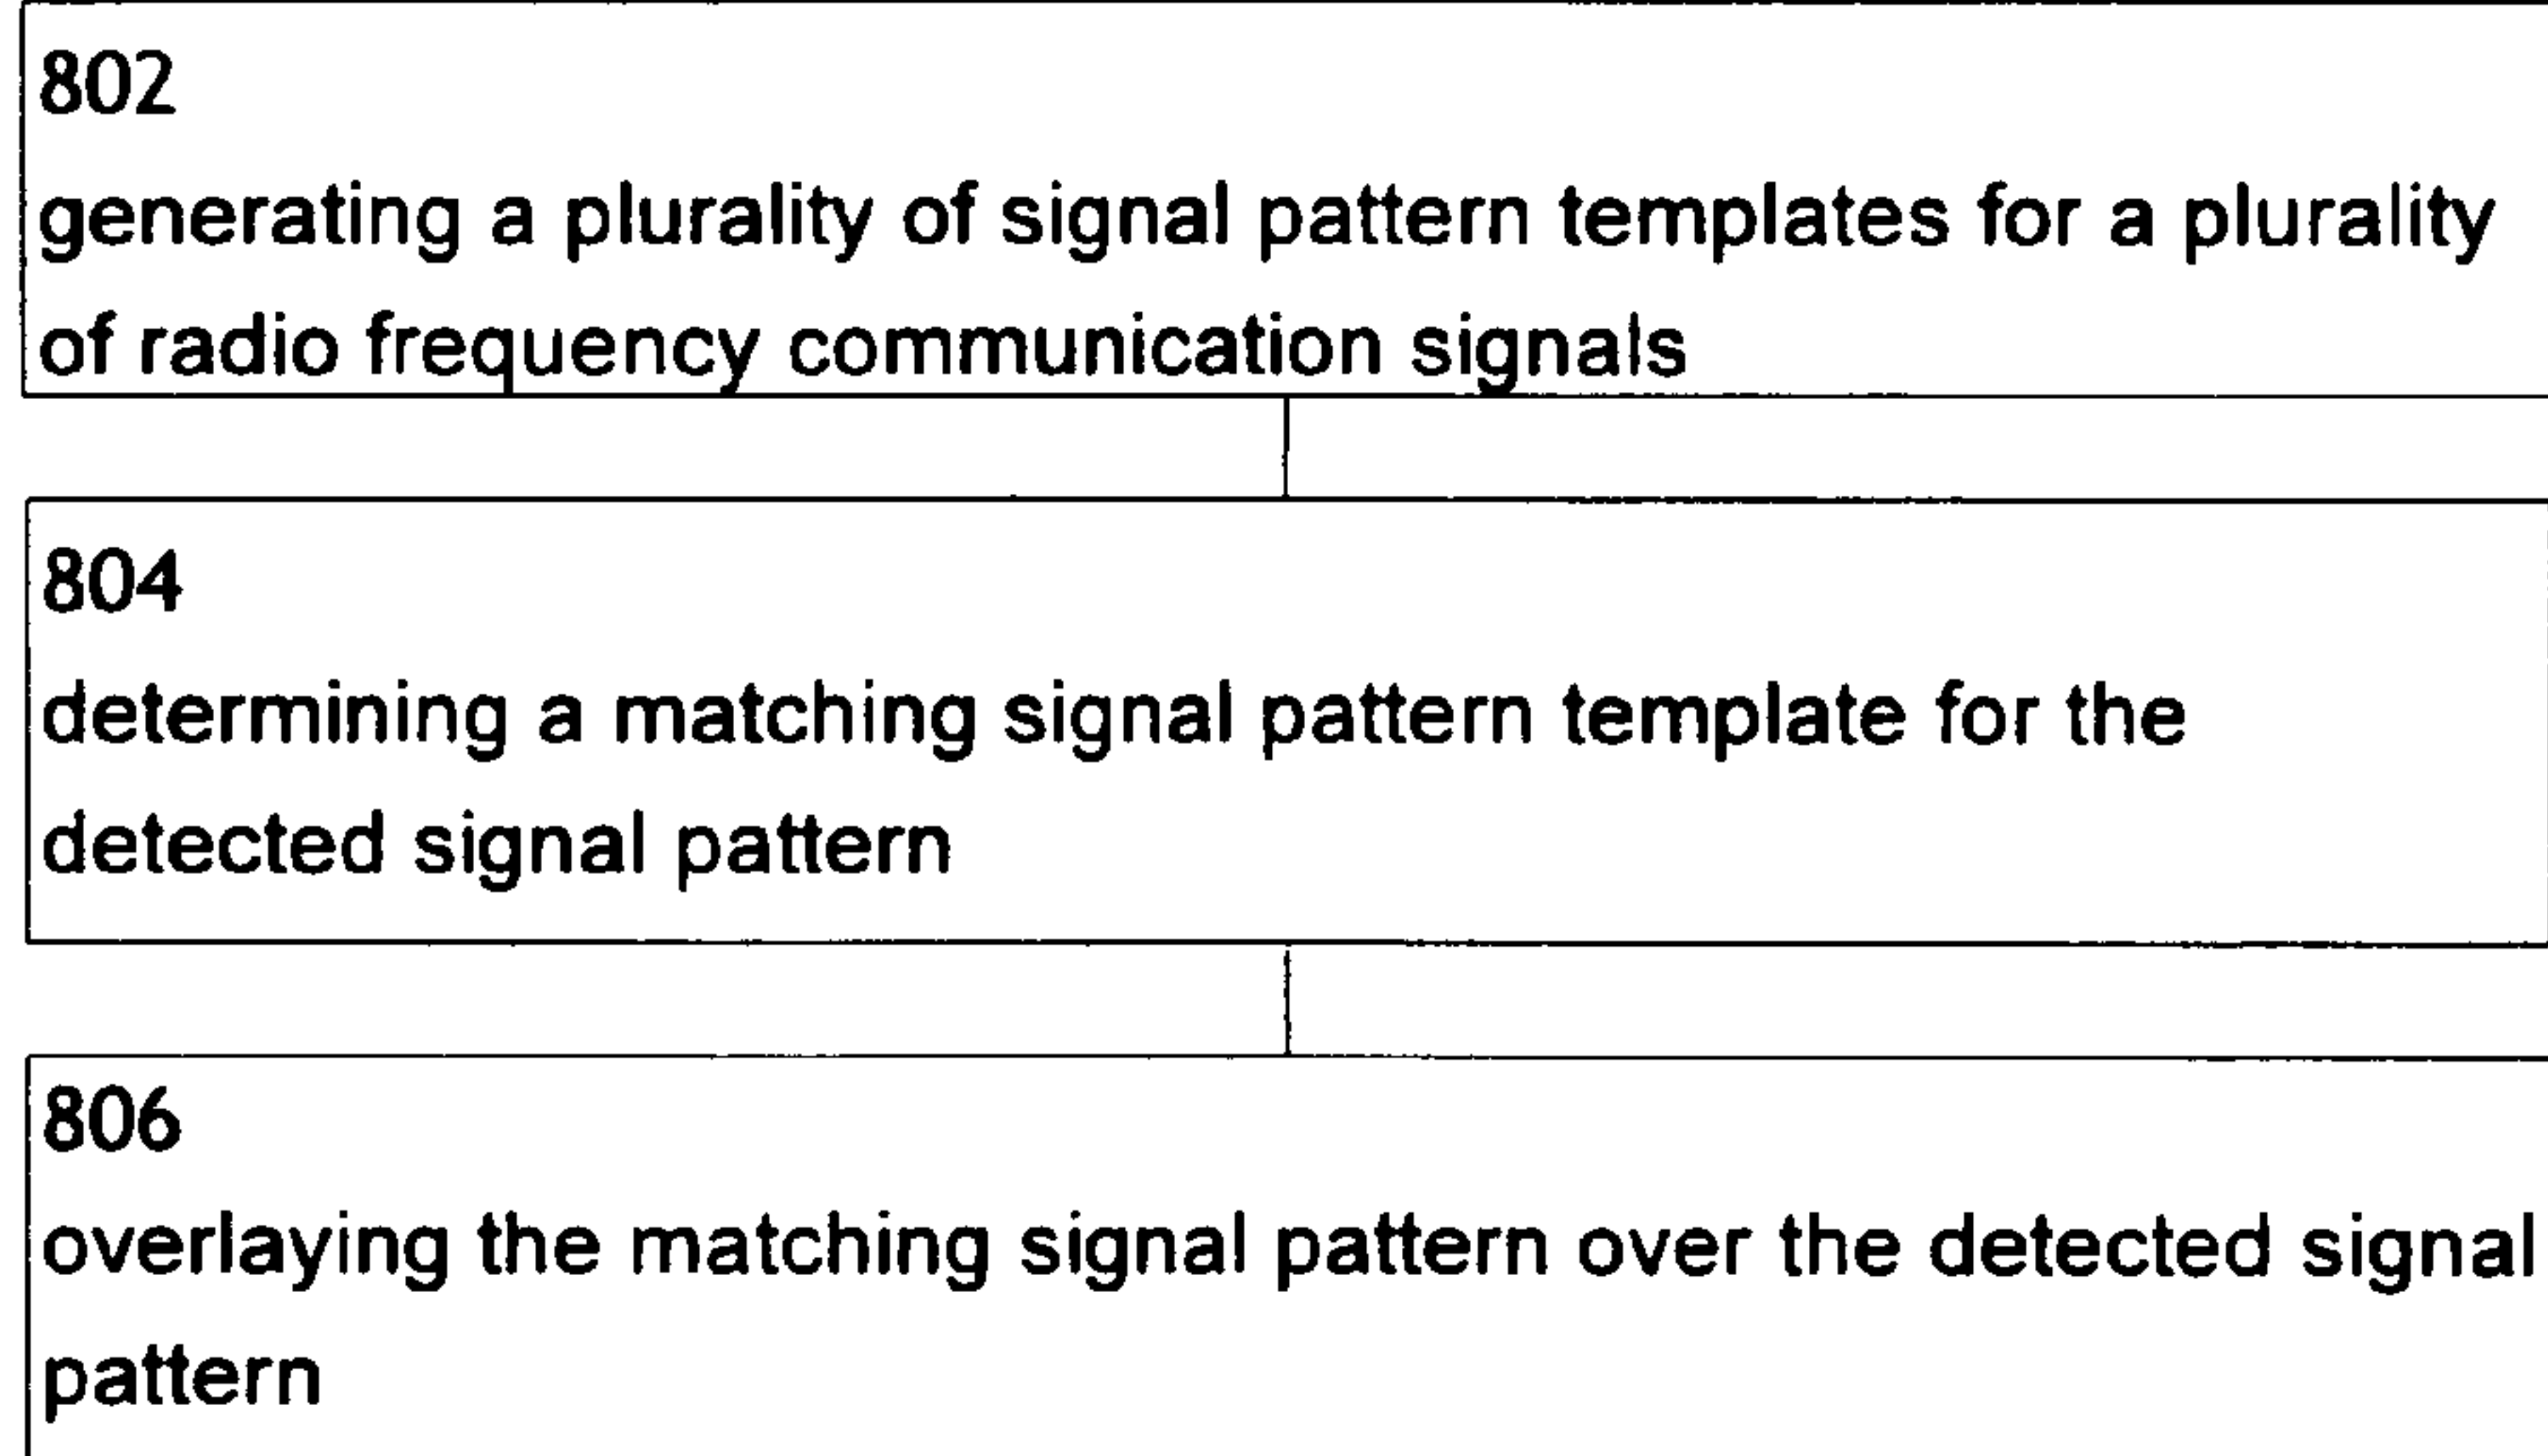 802
generating a plurality of signal pattern templates for a plurality
of radio frequency communication signals
804
determining a matching signal pattern template for the
detected signal pattern
806
overlaying the matching signal pattern over the detected signal
pattern